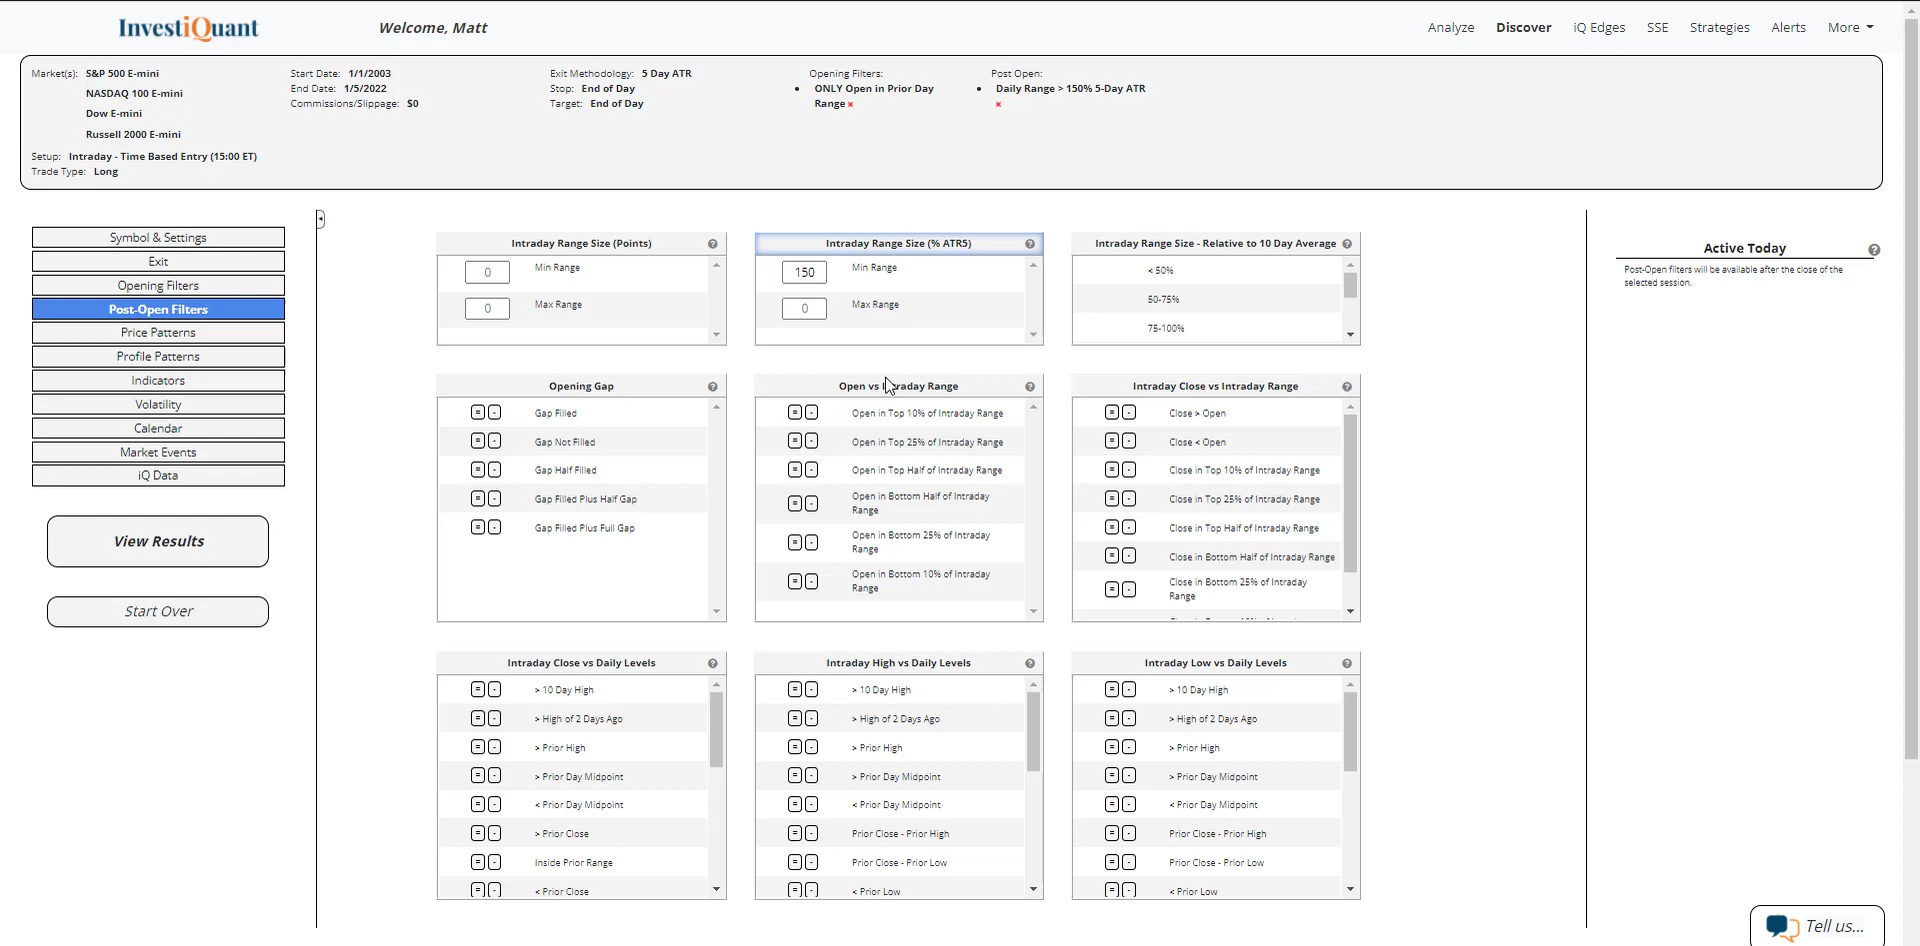 InvestiQuant
Welcome, Matt
Analyze
Discover
iQ Edges
SSE
Strategies
Alerts
More
Market(s): S&P 500 E-mini
NASDAQ 100 E-mini
Dow E-mini
Russell 2000 E-mini
Setup: Intraday - Time Based Entry (15:00 ET)
Trade Type: Long
Start Date: 1/1/2003
End Date: 1/5/2022
Commissions/Slippage: $0
Exit Methodology: 5 Day ATR
Stop: End of Day
Target: End of Day
Opening Filters:
• ONLY Open in Prior Day
Range ×
Post Open:
• Daily Range > 150% 5-Day ATR
×
Symbol & Settings
Exit
Opening Filters
Post-Open Filters
Price Patterns
Profile Patterns
Indicators
Volatility
Calendar
Market Events
iQ Data
View Results
Start Over
Intraday Range Size (Points) ?
0 Min Range
0 Max Range
Intraday Range Size (% ATR5) ?
150 Min Range
0 Max Range
Intraday Range Size - Relative to 10 Day Average ?
< 50%
50-75%
75-100%
Opening Gap ?
= - Gap Filled
= - Gap Not Filled
= - Gap Half Filled
= - Gap Filled Plus Half Gap
= - Gap Filled Plus Full Gap
Open vs Intraday Range ?
= - Open in Top 10% of Intraday Range
= - Open in Top 25% of Intraday Range
= - Open in Top Half of Intraday Range
= - Open in Bottom Half of Intraday
Range
= - Open in Bottom 25% of Intraday
Range
= - Open in Bottom 10% of Intraday
Range
Intraday Close vs Intraday Range ?
= - Close > Open
= - Close < Open
= - Close in Top 10% of Intraday Range
= - Close in Top 25% of Intraday Range
= - Close in Top Half of Intraday Range
= - Close in Bottom Half of Intraday Range
= - Close in Bottom 25% of Intraday
Range
Intraday Close vs Daily Levels ?
= - > 10 Day High
= - > High of 2 Days Ago
= - > Prior High
= - > Prior Day Midpoint
= - < Prior Day Midpoint
= - > Prior Close
= - Inside Prior Range
= - < Prior Close
Intraday High vs Daily Levels ?
= - > 10 Day High
= - > High of 2 Days Ago
= - > Prior High
= - > Prior Day Midpoint
= - < Prior Day Midpoint
= - Prior Close - Prior High
= - Prior Close - Prior Low
= - < Prior Low
Intraday Low vs Daily Levels ?
= - > 10 Day High
= - > High of 2 Days Ago
= - > Prior High
= - > Prior Day Midpoint
= - < Prior Day Midpoint
= - Prior Close - Prior High
= - Prior Close - Prior Low
= - < Prior Low
Active Today ?
Post-Open filters will be available after the close of the
selected session.
Tell us...